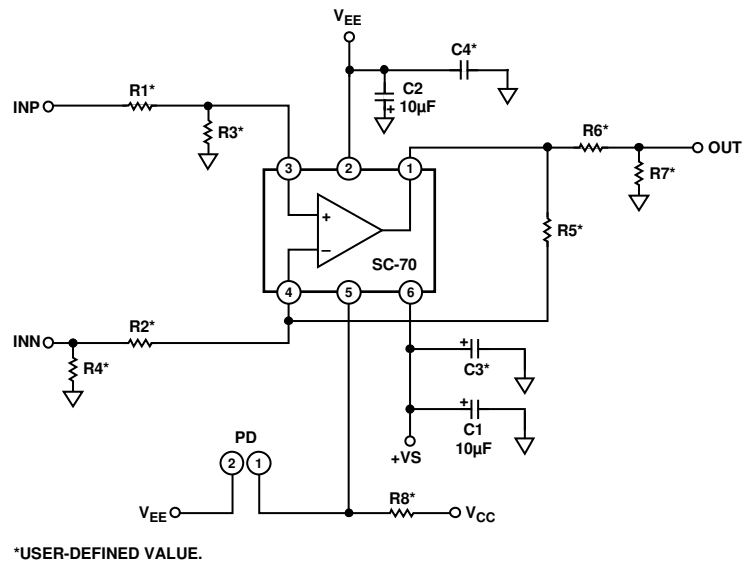 VEE
C4*
C2
10µF
+
R1*
INP
R3*
R6*
OUT
R7*
3
2
1
+
–
R5*
SC-70
4
5
6
R2*
INN
R4*
+
C3*
+
C1
10µF
+VS
PD
2
1
R8*
VEE
VCC
*USER-DEFINED VALUE.